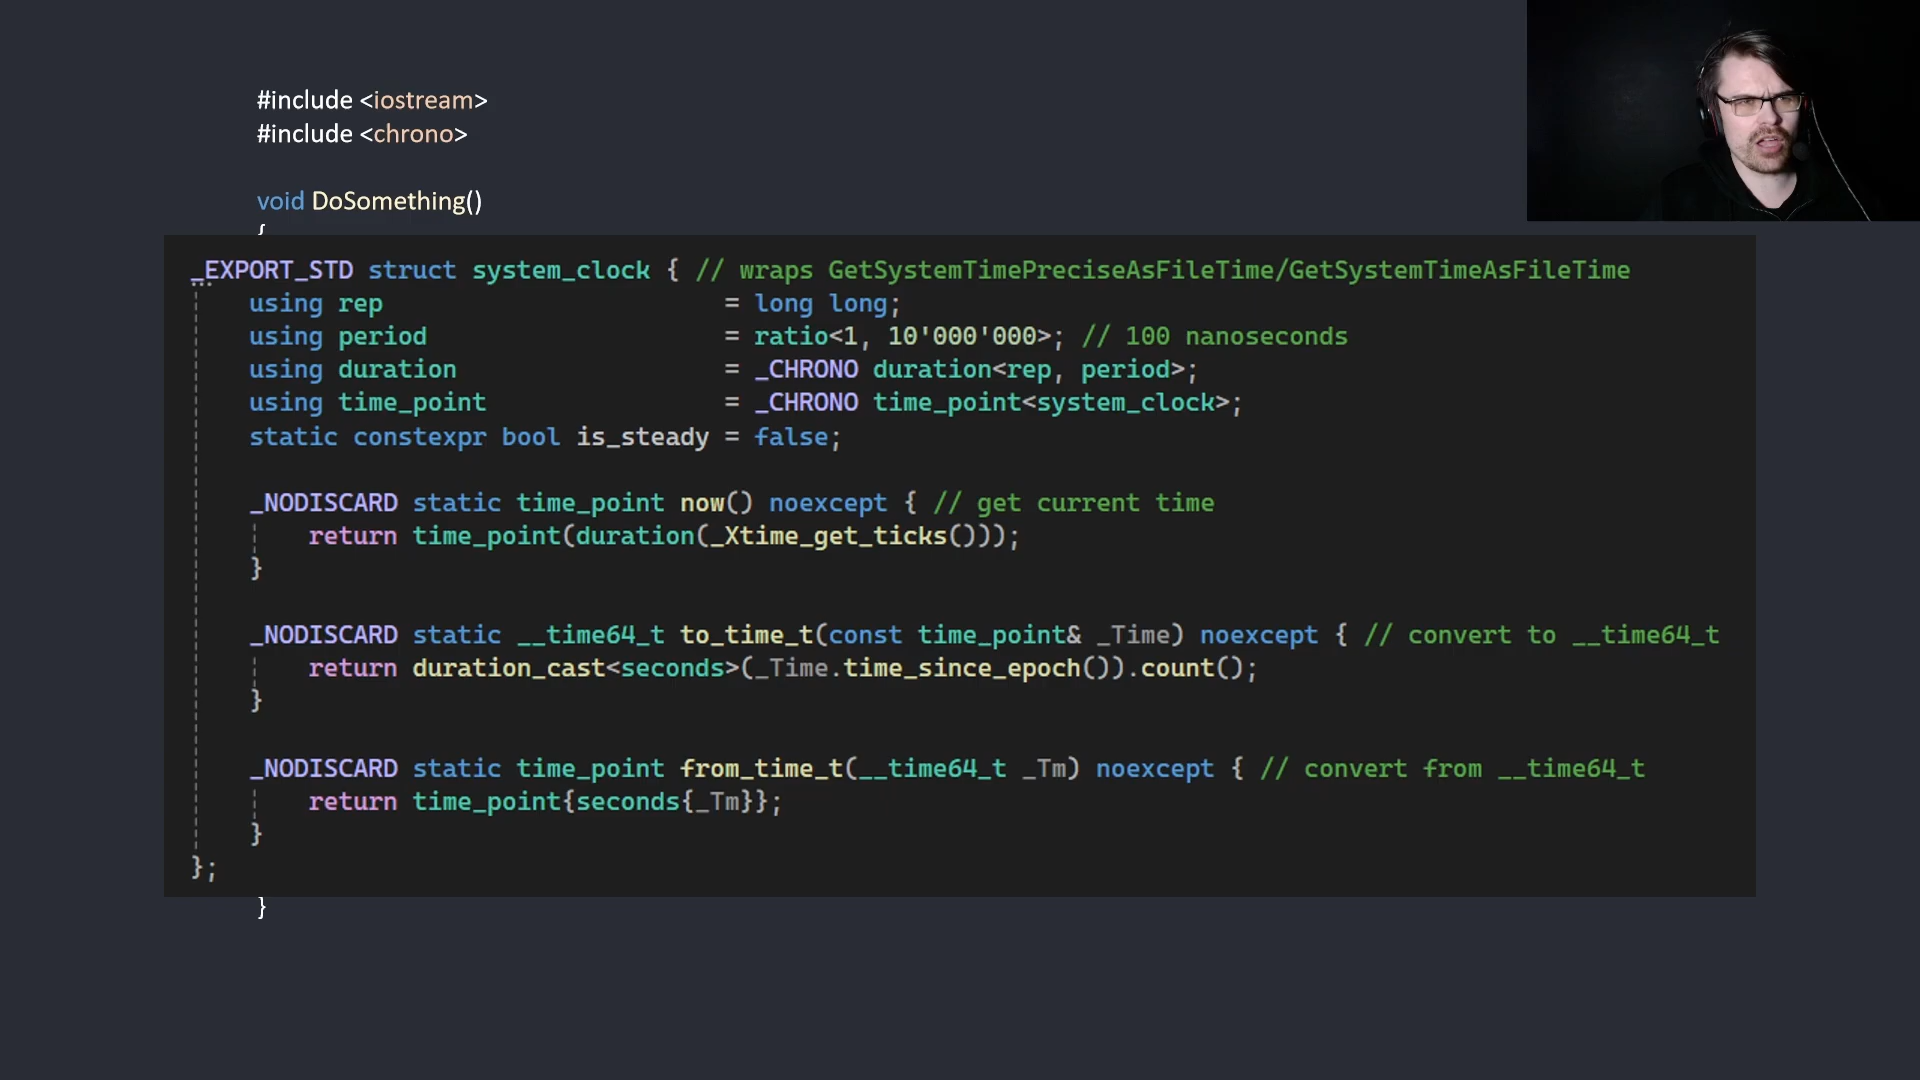 #include <iostream>
#include <chrono>
void DoSomething()
{
_EXPORT_STD struct system_clock { // wraps GetSystemTimePreciseAsFileTime/GetSystemTimeAsFileTime
using rep = long long;
using period = ratio<1, 10'000'000>; // 100 nanoseconds
using duration = _CHRONO duration<rep, period>;
using time_point = _CHRONO time_point<system_clock>;
static constexpr bool is_steady = false;
_NODISCARD static time_point now() noexcept { // get current time
return time_point(duration(_Xtime_get_ticks()));
}
_NODISCARD static __time64_t to_time_t(const time_point& _Time) noexcept { // convert to __time64_t
return duration_cast<seconds>(_Time.time_since_epoch()).count();
}
_NODISCARD static time_point from_time_t(__time64_t _Tm) noexcept { // convert from __time64_t
return time_point{seconds{_Tm}};
}
};
}